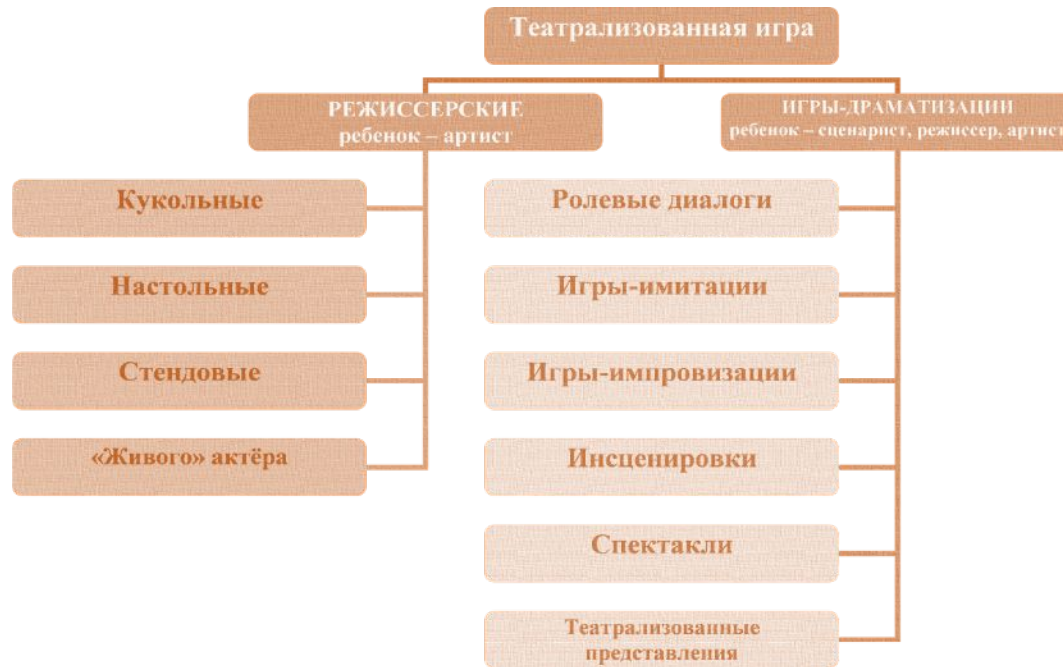 Театрализованная игра
РЕЖИССЕРСКИЕ
ребенок – артист
Кукольные
Настольные
Стендовые
«Живого» актёра
ИГРЫ-ДРАМАТИЗАЦИИ
ребенок – сценарист, режиссер, артист
Ролевые диалоги
Игры-имитации
Игры-импровизации
Инсценировки
Спектакли
Театрализованные
представления